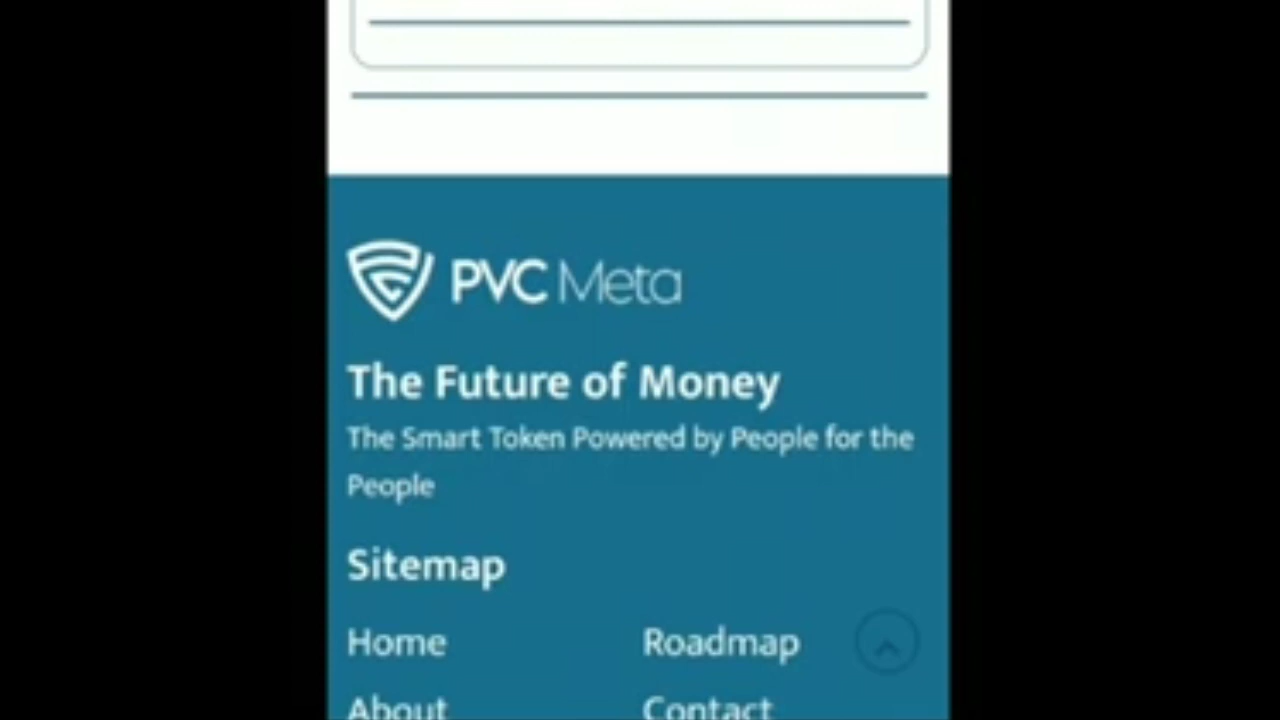 PVC Meta
The Future of Money
The Smart Token Powered by People for the
People
Sitemap
Home Roadmap
About Contact